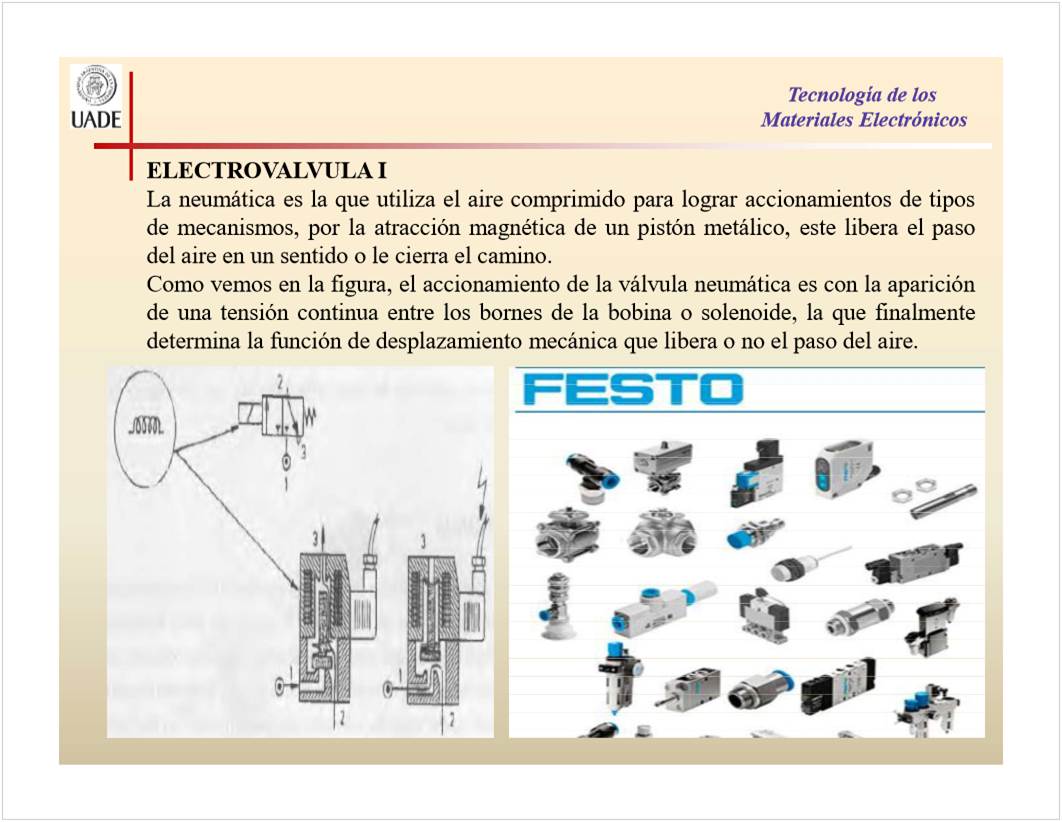 UADE
Tecnología de los
Materiales Electrónicos
ELECTROVALVULA I
La neumática es la que utiliza el aire comprimido para lograr accionamientos de tipos
de mecanismos, por la atracción magnética de un pistón metálico, este libera el paso
del aire en un sentido o le cierra el camino.
Como vemos en la figura, el accionamiento de la válvula neumática es con la aparición
de una tensión continua entre los bornes de la bobina o solenoide, la que finalmente
determina la función de desplazamiento mecánica que libera o no el paso del aire.
2
3
1
3
3
1
1
2
2
FESTO
FESTO